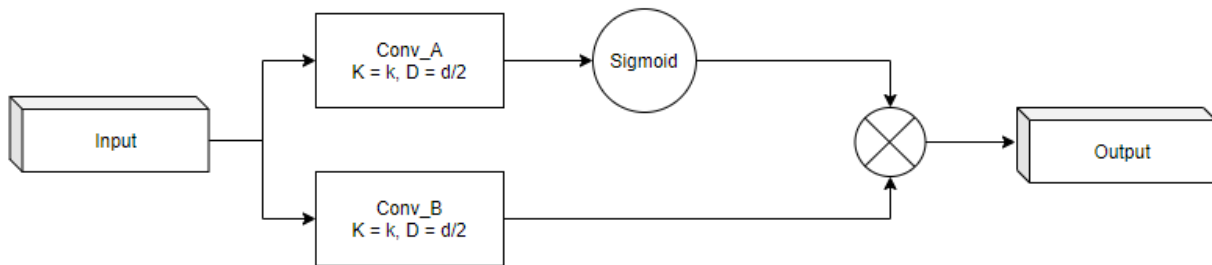 Input
Conv_A
K = k, D = d/2
Sigmoid
Conv_B
K = k, D = d/2
Output